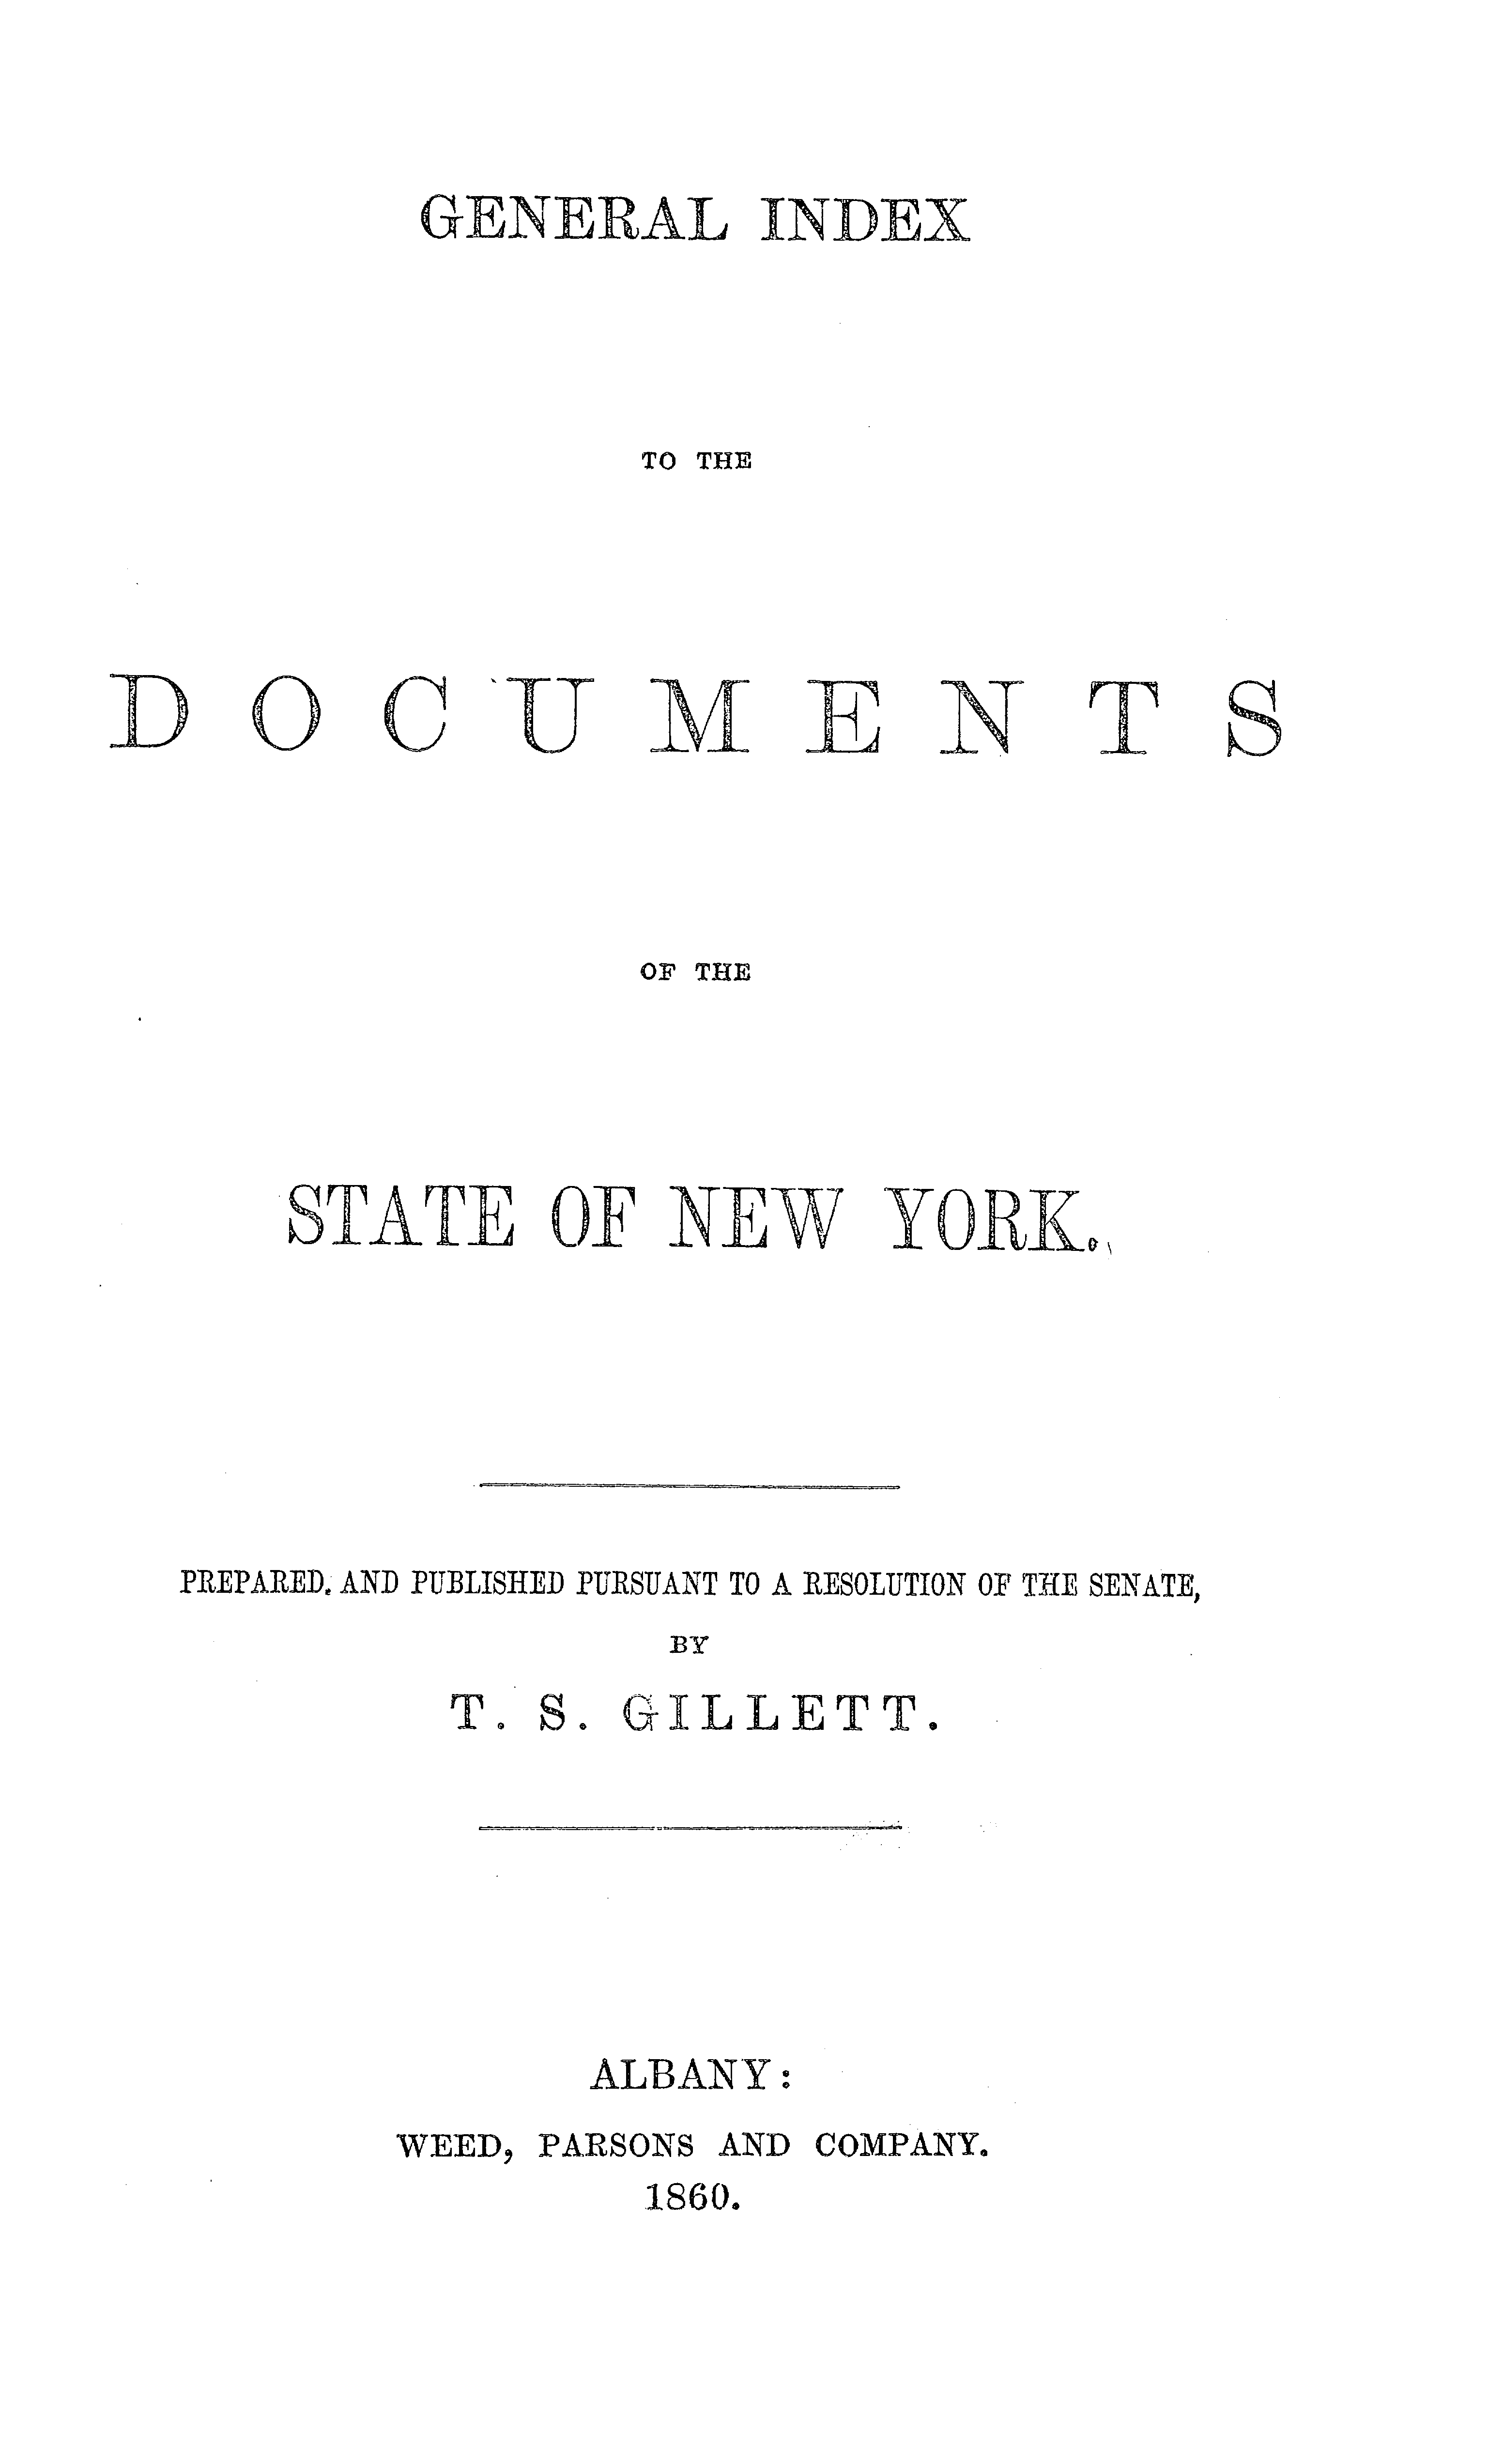 GENERAL INDEX
TO THE
DOCUMENTS
OF THE
STATE OF NEW YORK.
PREPARED. AND PUBLISHED PURSUANT TO A RESOLUTION OF THE SENATE,
BY
T. S. GILLETT.
ALBANY:
WEED, PARSONS AND COMPANY.
1860.